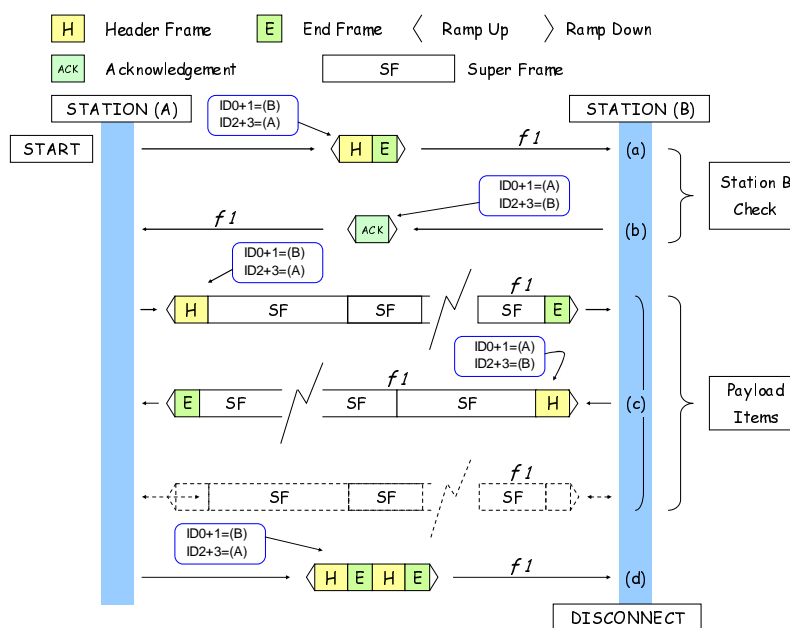 H Header Frame E End Frame Ramp Up Ramp Down
ACK Acknowledgement SF Super Frame
STATION (A) STATION (B)
ID0+1=(B)
ID2+3=(A)
START H E f1 (a)
Station B
Check
ID0+1=(A)
ID2+3=(B)
f1 ACK (b)
ID0+1=(B)
ID2+3=(A)
f1
H SF SF SF E
ID0+1=(A)
ID2+3=(B)
f1
E SF SF SF H (c)
Payload
Items
f1
SF SF SF
ID0+1=(B)
ID2+3=(A)
H E H E f1 (d)
DISCONNECT